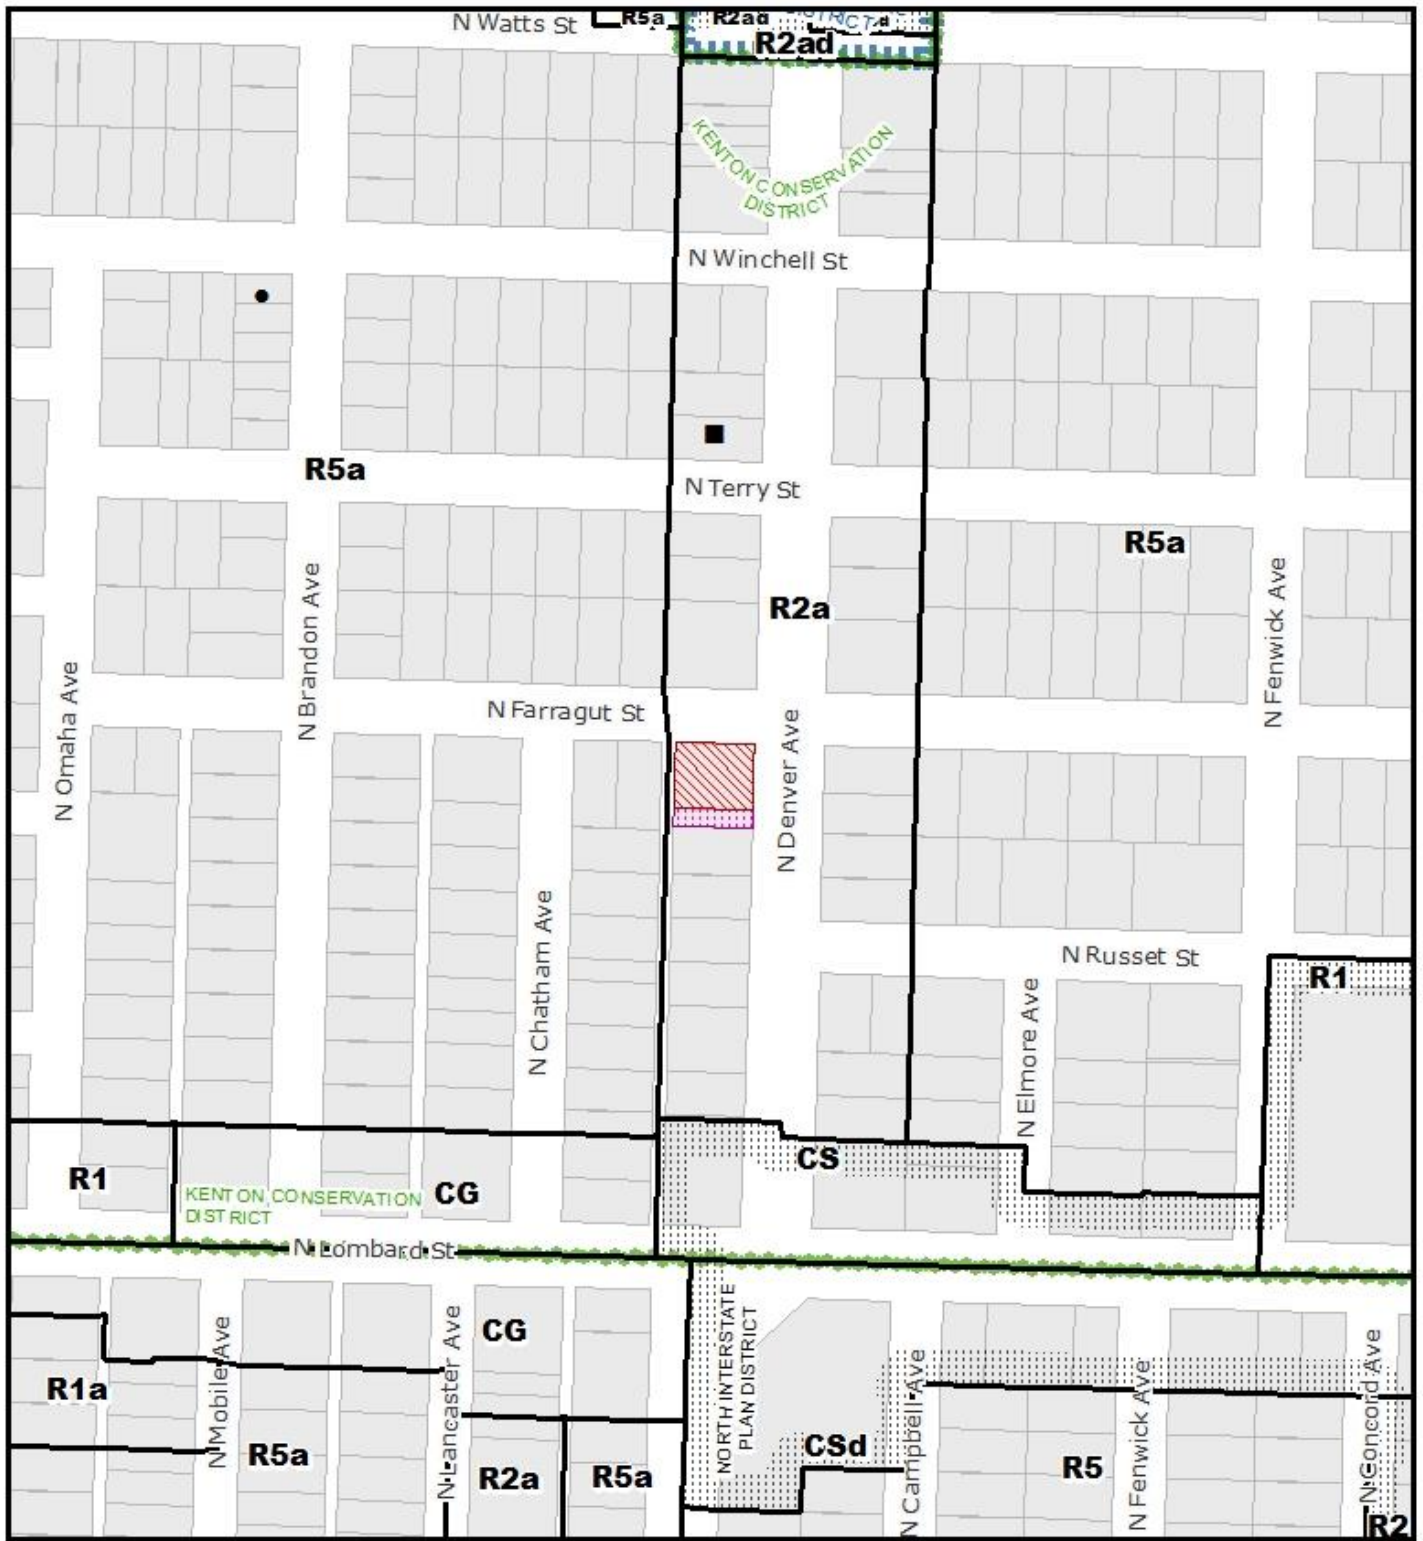 N Watts St
R5a
R2ad
R2ad
KENTON CONSERVATION
DISTRICT
N Winchell St
N Terry St
R5a
R5a
R2a
N Omaha Ave
N Brandon Ave
N Farragut St
N Denver Ave
N Fenwick Ave
N Chatham Ave
N Russet St
R1
N Elmore Ave
CS
R1
KENTON CONSERVATION
DISTRICT
CG
N Lombard St
NORTH INTERSTATE
PLAN DISTRICT
CG
R1a
N Mobile Ave
N Lancaster Ave
R5a
R2a
R5a
CSd
N Campbell Ave
R5
N Fenwick Ave
N Concord Ave
R2